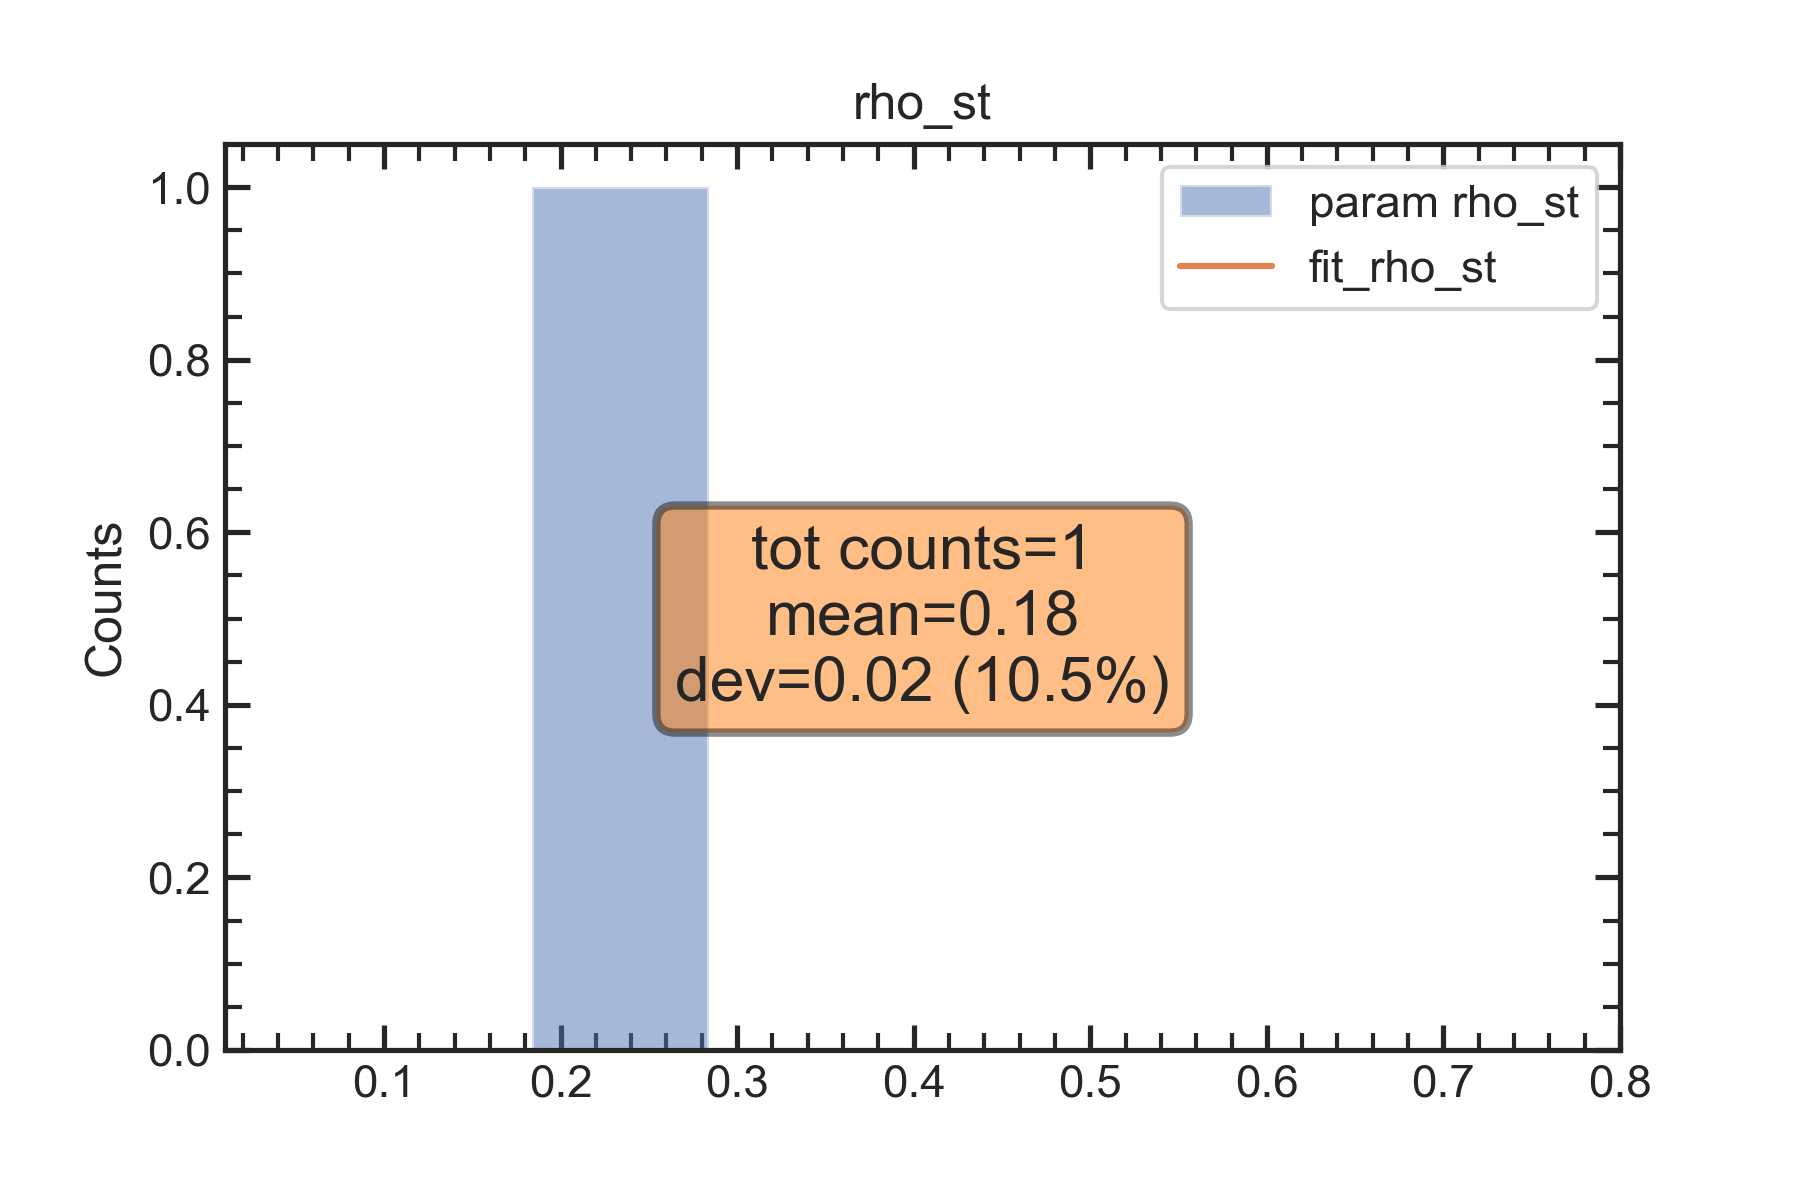 rho_st
param rho_st
fit_rho_st
Counts
1.0
0.8
0.6
0.4
0.2
0.0
tot counts=1
mean=0.18
dev=0.02 (10.5%)
0.1 0.2 0.3 0.4 0.5 0.6 0.7 0.8